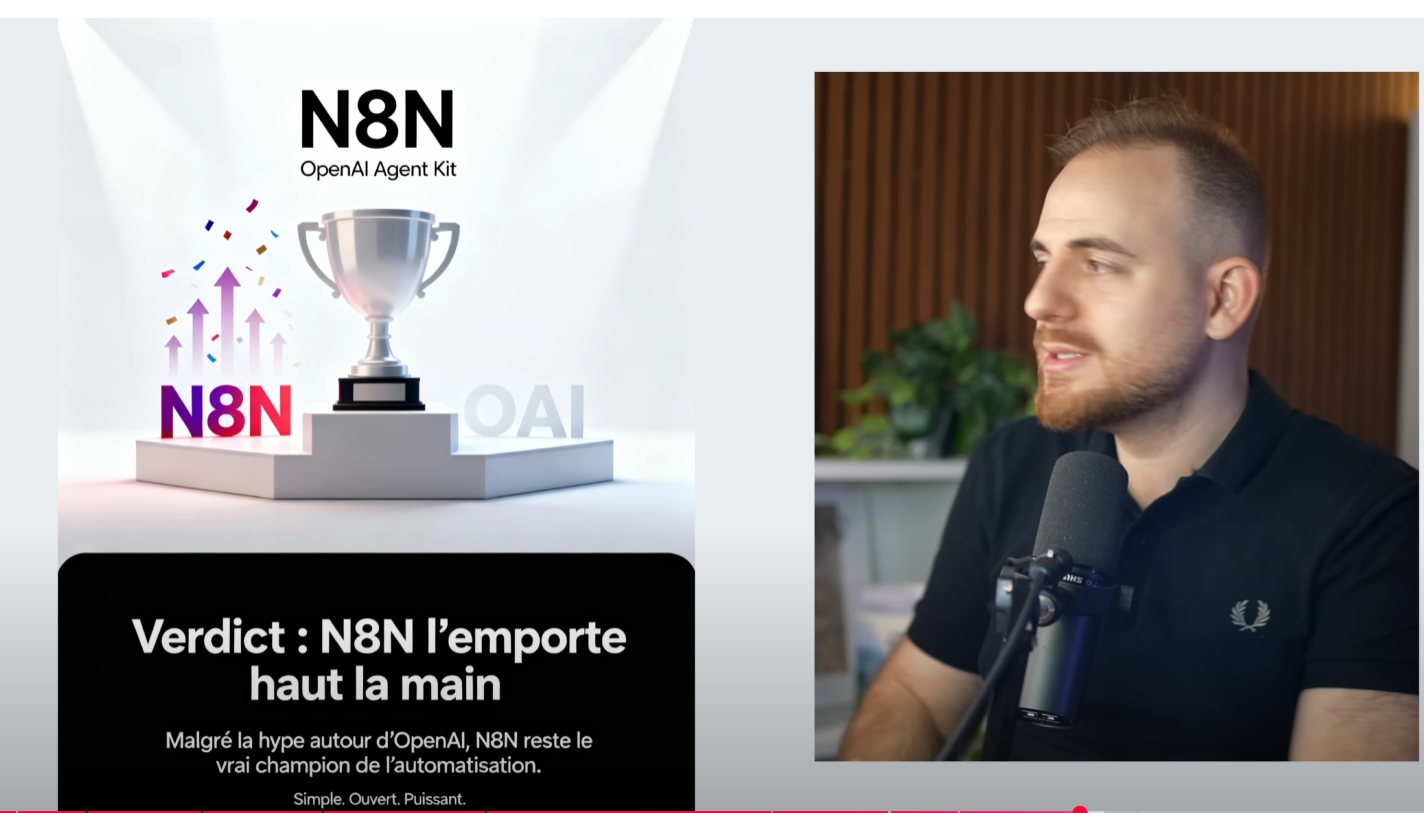 N8N
OpenAI Agent Kit
N8N
OAI
Verdict : N8N l’emporte
haut la main
Malgré la hype autour d’OpenAI, N8N reste le
vrai champion de l’automatisation.
Simple. Ouvert. Puissant.